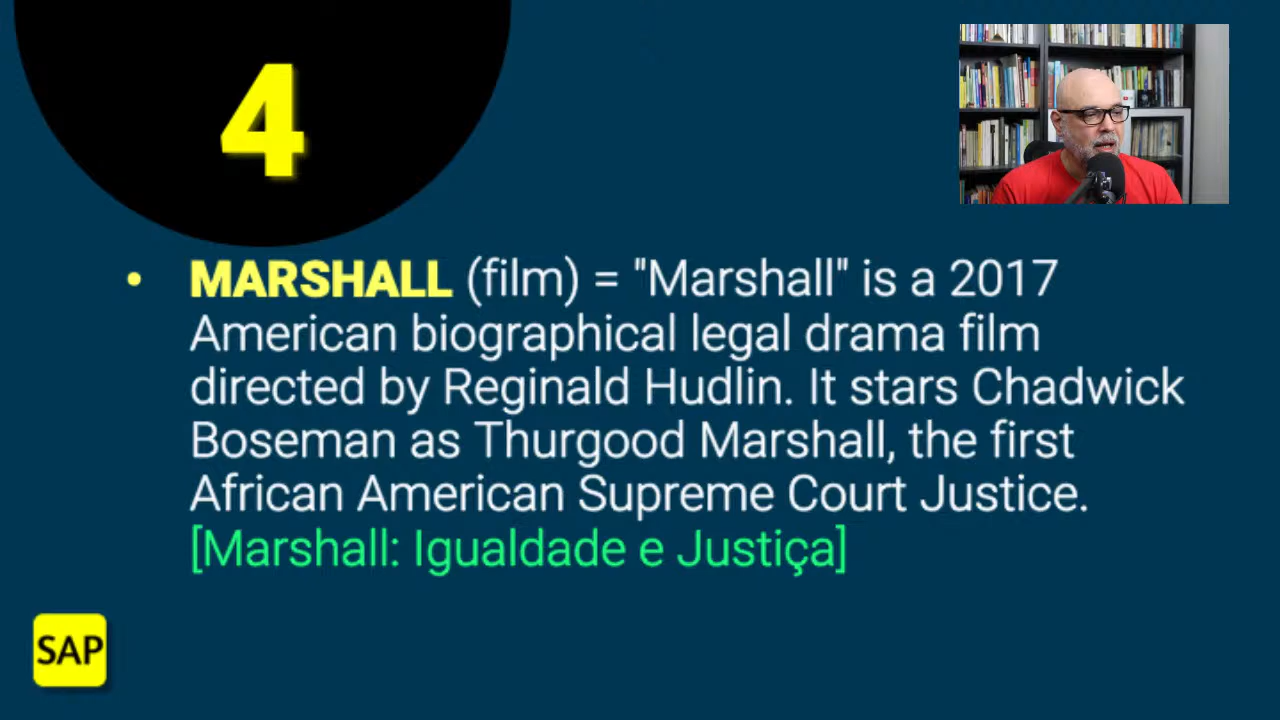 4
• MARSHALL (film) = "Marshall" is a 2017
American biographical legal drama film
directed by Reginald Hudlin. It stars Chadwick
Boseman as Thurgood Marshall, the first
African American Supreme Court Justice.
[Marshall: Igualdade e Justiça]
SAP